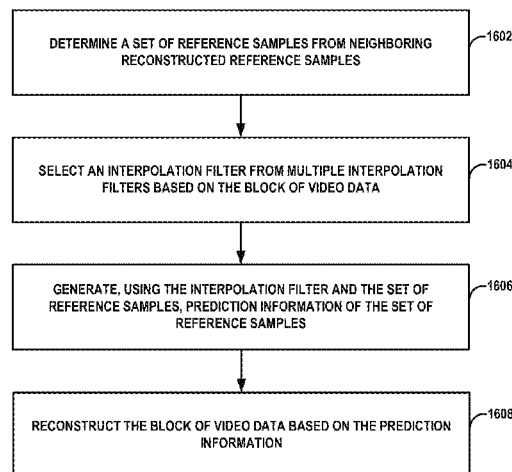 DETERMINE A SET OF REFERENCE SAMPLES FROM NEIGHBORING
RECONSTRUCTED REFERENCE SAMPLES
1602
SELECT AN INTERPOLATION FILTER FROM MULTIPLE INTERPOLATION
FILTERS BASED ON THE BLOCK OF VIDEO DATA
1604
GENERATE, USING THE INTERPOLATION FILTER AND THE SET OF
REFERENCE SAMPLES, PREDICTION INFORMATION OF THE SET OF
REFERENCE SAMPLES
1606
RECONSTRUCT THE BLOCK OF VIDEO DATA BASED ON THE PREDICTION
INFORMATION
1608